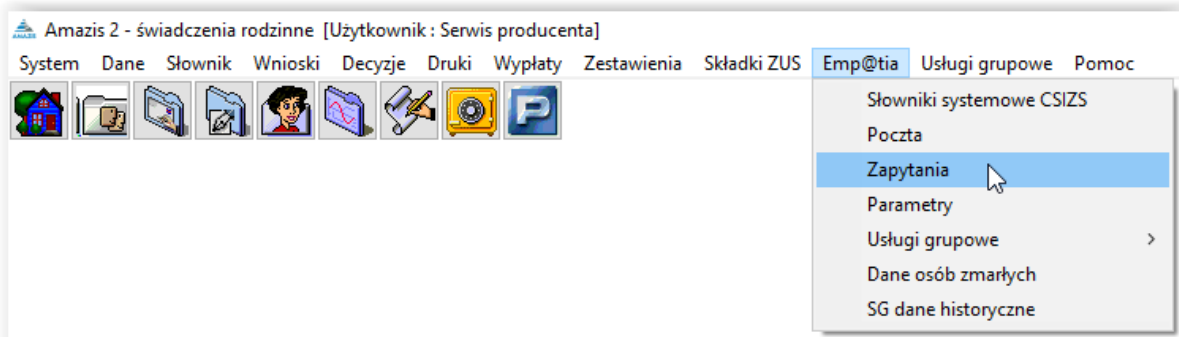 Amazis 2 - świadczenia rodzinne [Użytkownik : Serwis producenta]
System Dane Słownik Wnioski Decyzje Druki Wypłaty Zestawienia Składki ZUS Emp@tia Usługi grupowe Pomoc
Słowniki systemowe CSIZS
Poczta
Zapytania
Parametry
Usługi grupowe
Dane osób zmarłych
SG dane historyczne